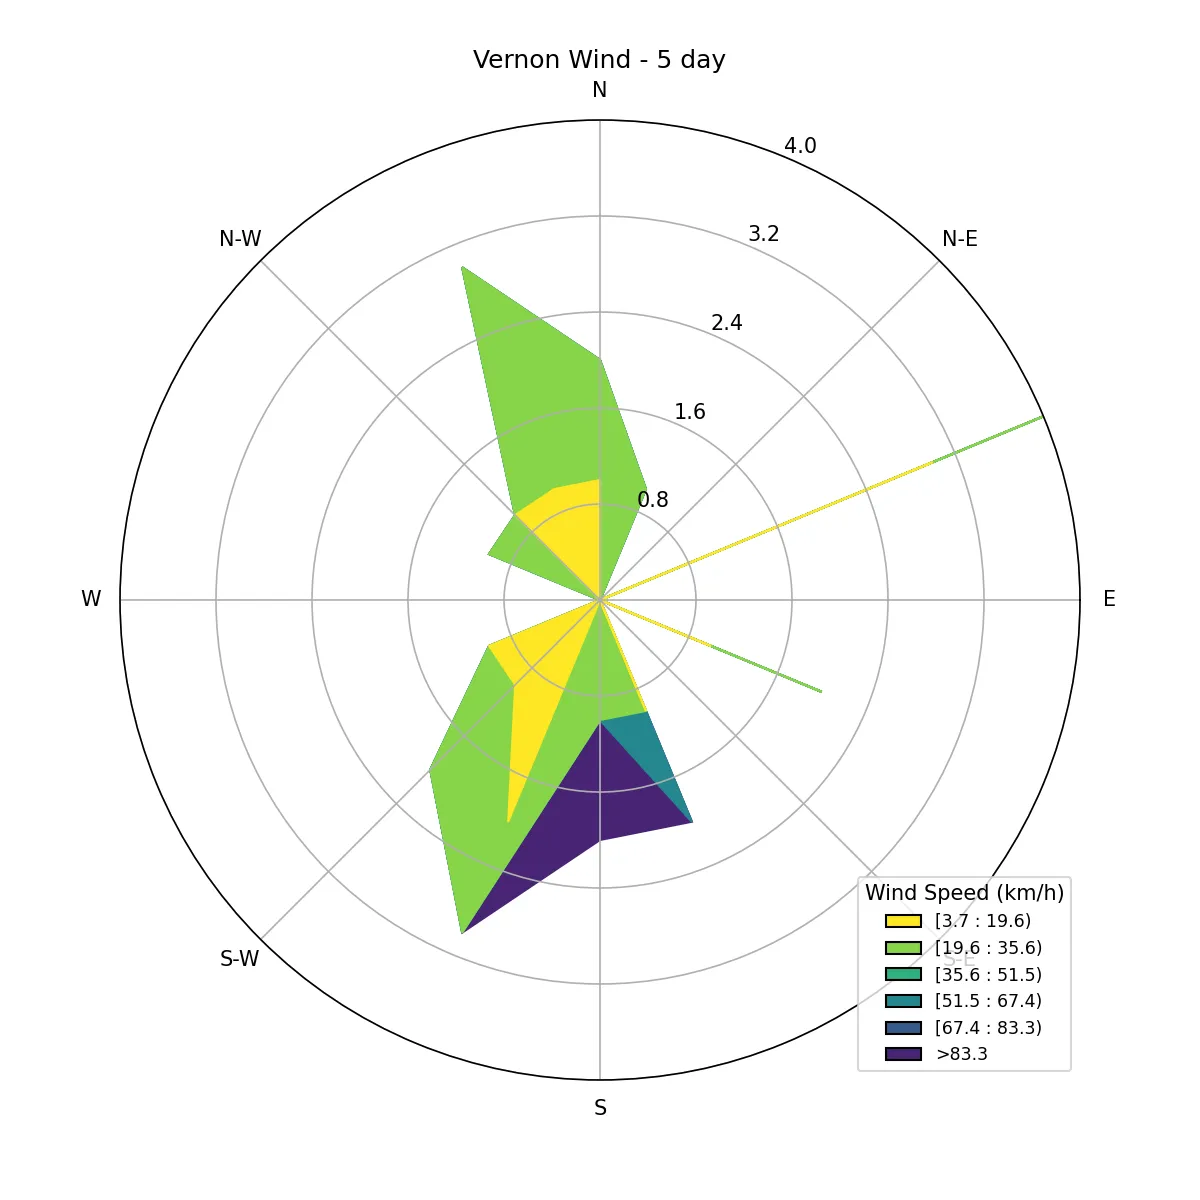 Vernon Wind - 5 day
N
4.0
N-W
3.2
N-E
2.4
1.6
0.8
W
E
S-W
S-E
S
Wind Speed (km/h)
[3.7 : 19.6)
[19.6 : 35.6)
[35.6 : 51.5)
[51.5 : 67.4)
[67.4 : 83.3)
>83.3